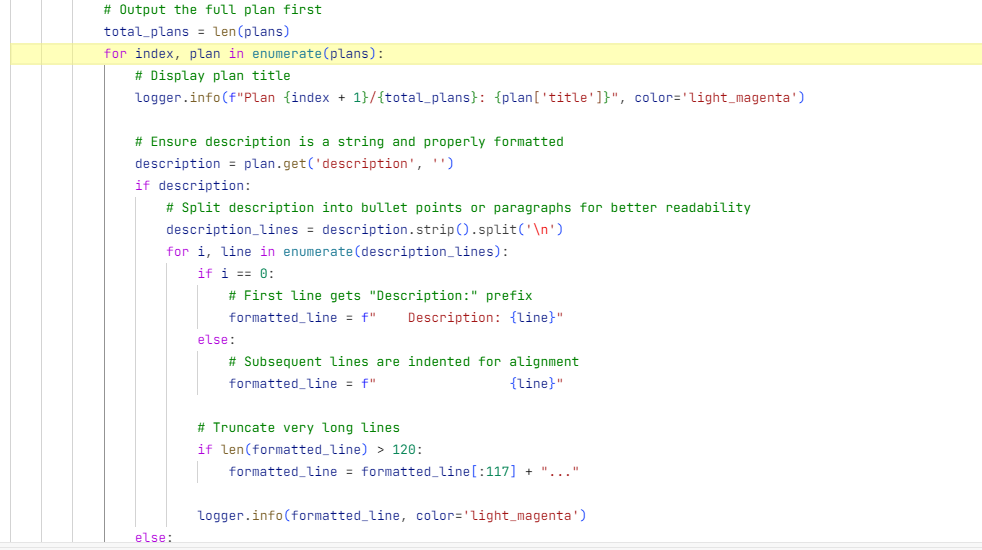 # Output the full plan first
total_plans = len(plans)
for index, plan in enumerate(plans):
# Display plan title
logger.info(f"Plan {index + 1}/{total_plans}: {plan['title']}", color='light_magenta')
# Ensure description is a string and properly formatted
description = plan.get('description', '')
if description:
# Split description into bullet points or paragraphs for better readability
description_lines = description.strip().split('\n')
for i, line in enumerate(description_lines):
if i == 0:
# First line gets "Description:" prefix
formatted_line = f"    Description: {line}"
else:
# Subsequent lines are indented for alignment
formatted_line = f"                 {line}"
# Truncate very long lines
if len(formatted_line) > 120:
formatted_line = formatted_line[:117] + "..."
logger.info(formatted_line, color='light_magenta')
else: